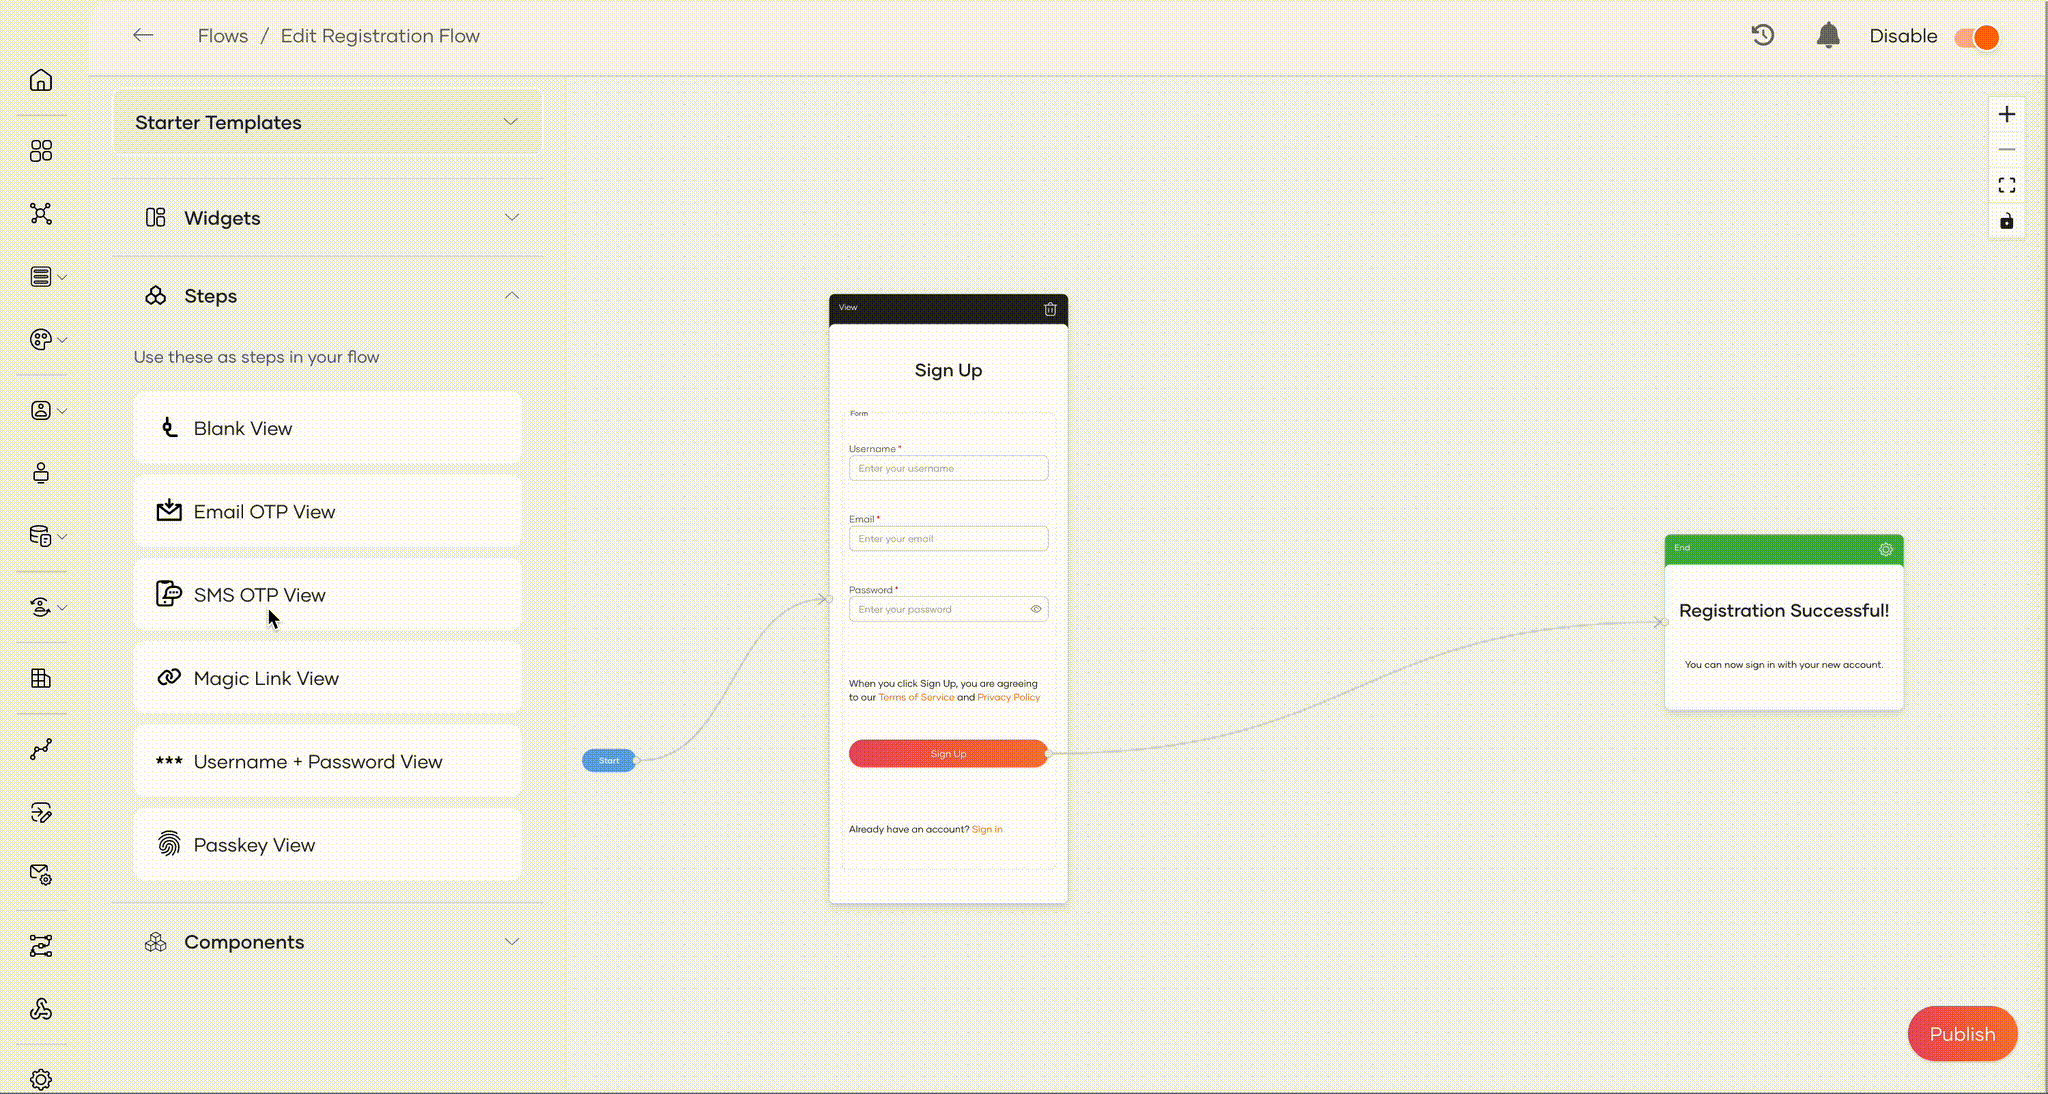 Flows / Edit Registration Flow
Disable
Starter Templates
Widgets
Steps
Use these as steps in your flow
Blank View
Email OTP View
SMS OTP View
Magic Link View
*** Username + Password View
Passkey View
Components
Start
View
Sign Up
Form
Username *
Enter your username
Email *
Enter your email
Password *
Enter your password
When you click Sign Up, you are agreeing
to our Terms of Service and Privacy Policy
Sign Up
Already have an account? Sign in
End
Registration Successful!
You can now sign in with your new account.
Publish